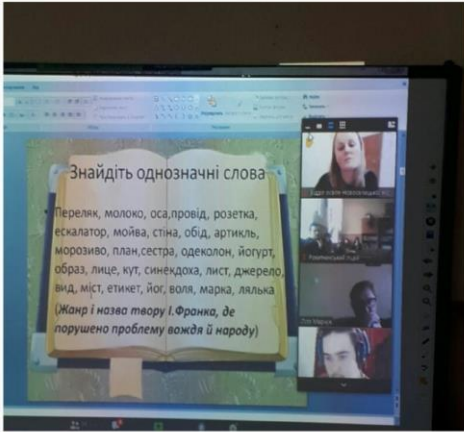 Знайдіть однозначні слова
Переляк, молоко, оса,провід, розетка,
ескалатор, мойва, стіна, обід, артикль,
морозиво, план,сестра, одеколон, йогурт,
образ, лице, кут, синекдоха, лист, джерело,
вид, міст, етикет, йог, воля, марка, лялька
(Жанр і назва твору І.Франка, де
порушено проблему вождя й народу)